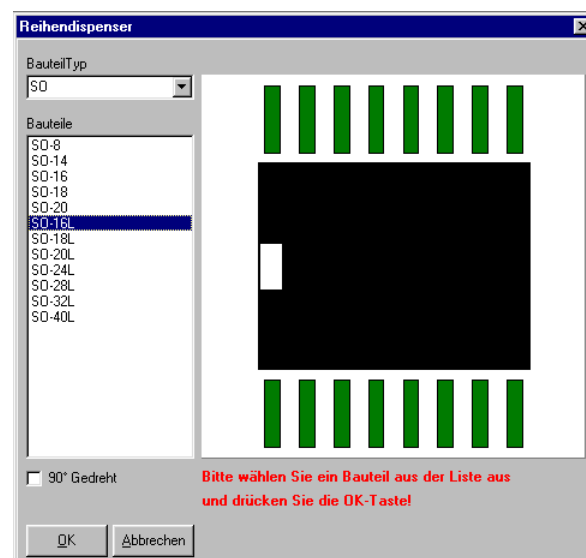 Reihendispenser
BauteilTyp
SO
Bauteile
SO-8
SO-14
SO-16
SO-18
SO-20
SO-16L
SO-18L
SO-20L
SO-24L
SO-28L
SO-32L
SO-40L
90° Gedreht
Bitte wählen Sie ein Bauteil aus der Liste aus
und drücken Sie die OK-Taste!
OK
Abbrechen